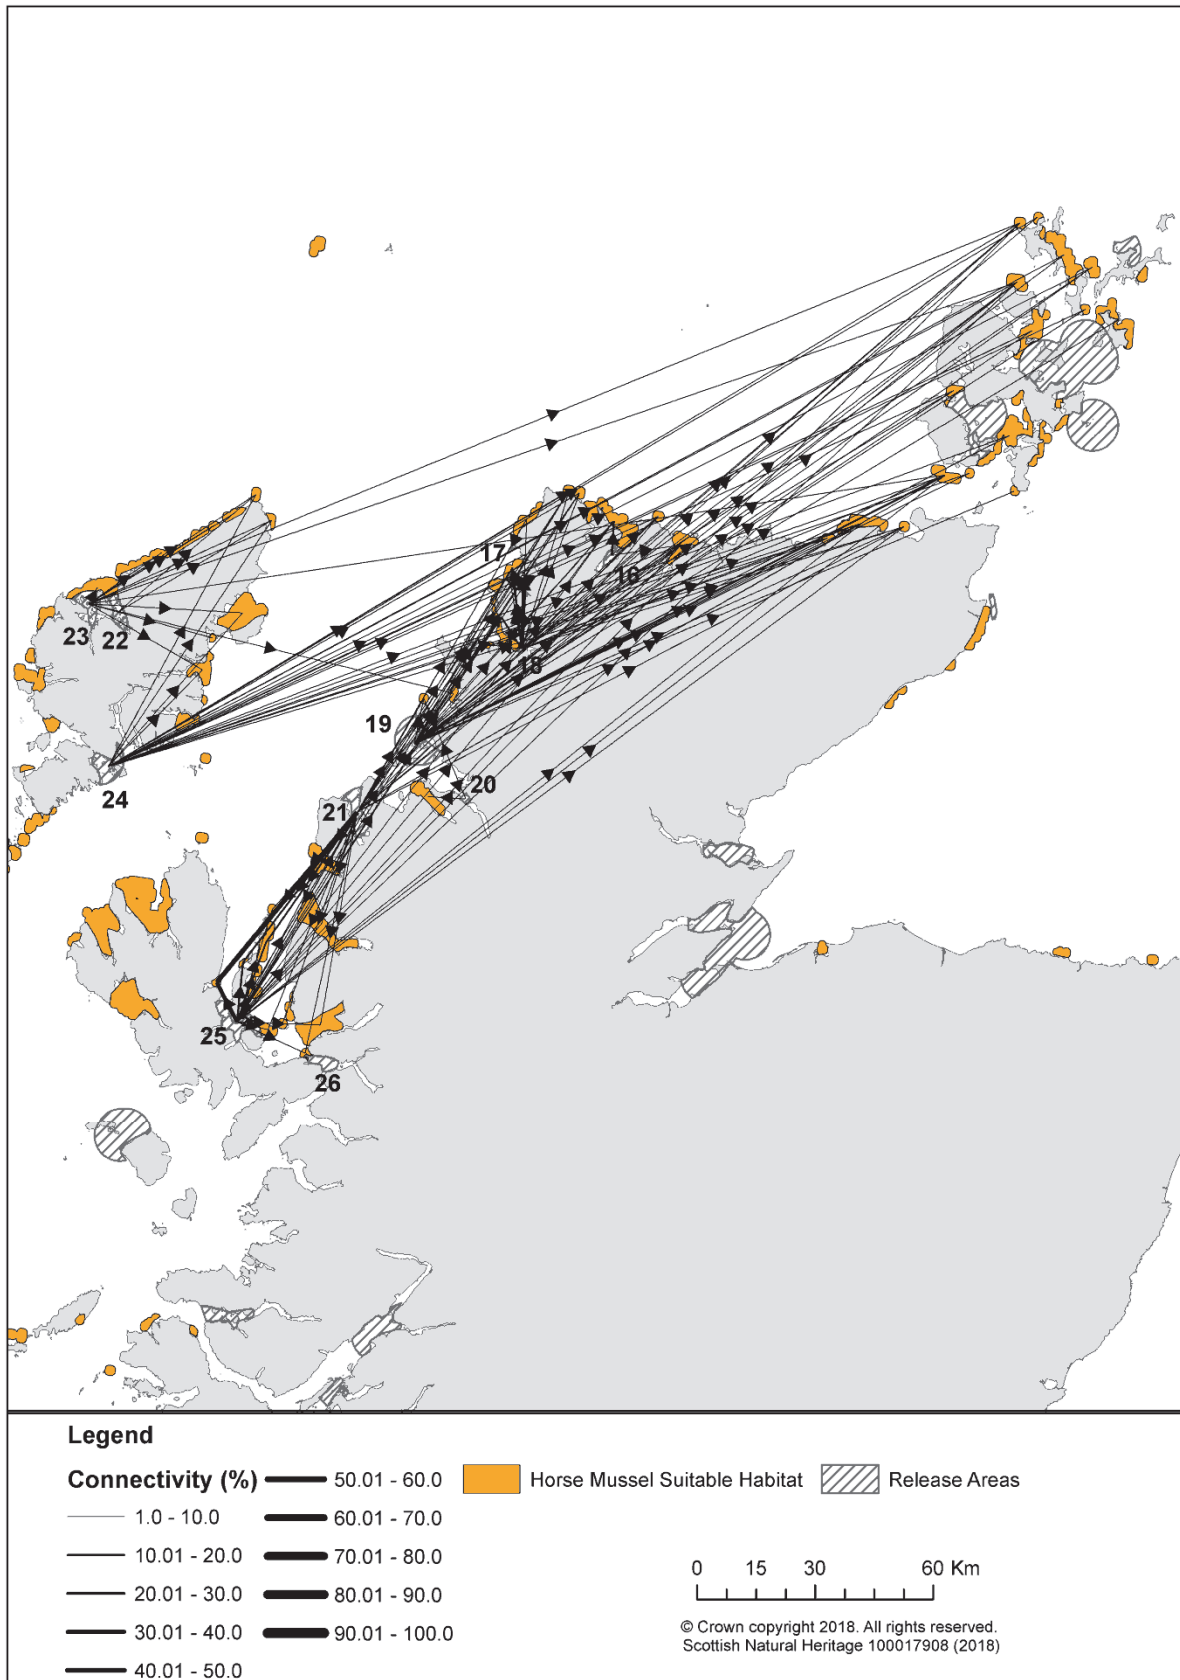 17
16
18
23
22
19
24
20
21
25
26
Legend
Connectivity (%)
1.0 - 10.0
10.01 - 20.0
20.01 - 30.0
30.01 - 40.0
40.01 - 50.0
50.01 - 60.0
60.01 - 70.0
70.01 - 80.0
80.01 - 90.0
90.01 - 100.0
Horse Mussel Suitable Habitat
Release Areas
0 15 30 60 Km
© Crown copyright 2018. All rights reserved.
Scottish Natural Heritage 100017908 (2018)